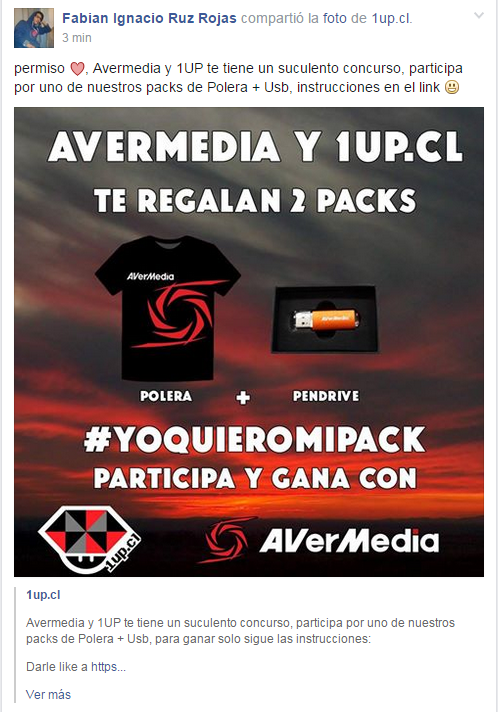 Fabian Ignacio Ruz Rojas compartió la foto de 1up.cl.
3 min
permiso 💗, Avermedia y 1UP te tiene un suculento concurso, participa
por uno de nuestros packs de Polera + Usb, instrucciones en el link 😃
AVERMEDIA Y 1UP.CL
TE REGALAN 2 PACKS
AVerMedia
AVerMedia
POLERA + PENDRIVE
#YOQUIEROMIPACK
PARTICIPA Y GANA CON
1up.cl
AVerMedia
1up.cl
Avermedia y 1UP te tiene un suculento concurso, participa por uno de nuestros
packs de Polera + Usb, para ganar solo sigue las instrucciones:
Darle like a https...
Ver más